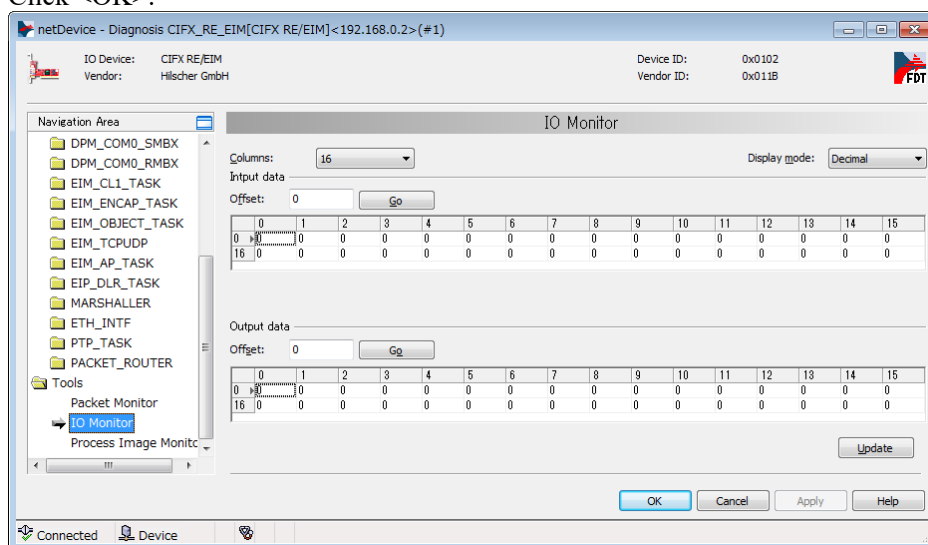 Click <OK>.
netDevice - Diagnosis CIFX_RE_EIM[CIFX RE/EIM]<192.168.0.2>(#1)
IO Device: CIFX RE/EIM Device ID: 0x0102
Vendor: Hilscher GmbH Vendor ID: 0x011B
FDT
Navigation Area
IO Monitor
DPM_COM0_SMBX
DPM_COM0_RMBX
EIM_CL1_TASK
EIM_ENCAP_TASK
EIM_OBJECT_TASK
EIM_TCPUDP
EIM_AP_TASK
EIP_DLR_TASK
MARSHALLER
ETH_INTF
PTP_TASK
PACKET_ROUTER
Tools
Packet Monitor
IO Monitor
Process Image Monitc
Columns: 16 Display mode: Decimal
Intput data
Offset: 0 Go
0 1 2 3 4 5 6 7 8 9 10 11 12 13 14 15
0 0 0 0 0 0 0 0 0 0 0 0 0 0 0 0 0
16 0 0 0 0 0 0 0 0 0 0 0 0 0 0 0 0
Output data
Offset: 0 Go
0 1 2 3 4 5 6 7 8 9 10 11 12 13 14 15
0 0 0 0 0 0 0 0 0 0 0 0 0 0 0 0 0
16 0 0 0 0 0 0 0 0 0 0 0 0 0 0 0 0
Update
OK Cancel Apply Help
Connected Device